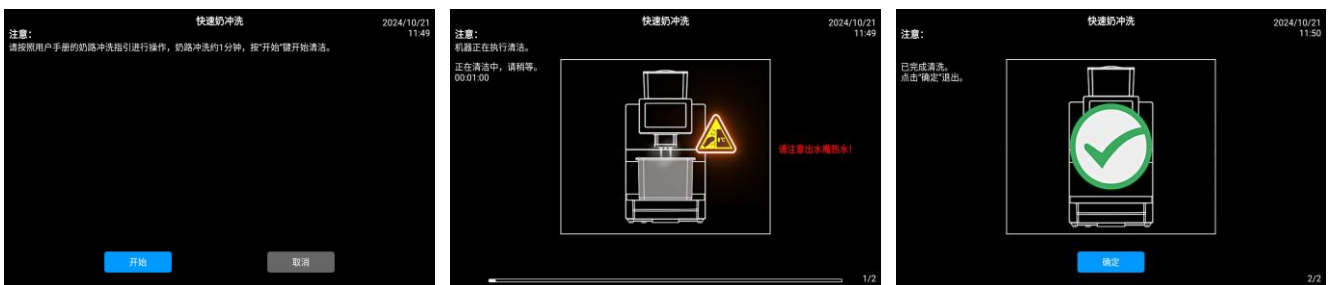 快速奶冲洗
2024/10/21
11:49
注意：
请按照用户手册的奶路冲洗指引进行操作，奶路冲洗约1分钟，按“开始”键开始清洁。
开始
取消
快速奶冲洗
2024/10/21
11:49
注意：
机器正在执行清洁。
正在清洁中，请稍等。
00:01:00
请注意出水嘴热水！
1/2
快速奶冲洗
2024/10/21
11:50
注意：
已完成清洗。
点击“确定”退出。
确定
2/2